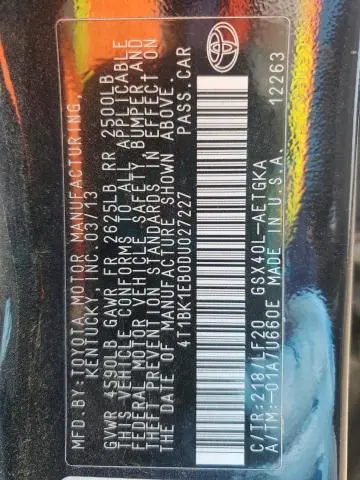 MFD.BY:TOYOTA MOTOR MANUFACTURING,
KENTUCKY, INC. 03/13
GVWR 4590LB GAWR FR 2625LB RR 2500LB
THIS VEHICLE CONFORMS TO ALL APPLICABLE
FEDERAL MOTOR VEHICLE SAFETY, BUMPER, AND
THEFT PREVENTION STANDARDS IN EFFECT ON
THE DATE OF MANUFACTURE SHOWN ABOVE.
4T1BK1EB0DU027227 PASS.CAR
C/TR:218/LF20 GSX40L-AETGKA
A/TM:-01A/U660E MADE IN U.S.A. 12263